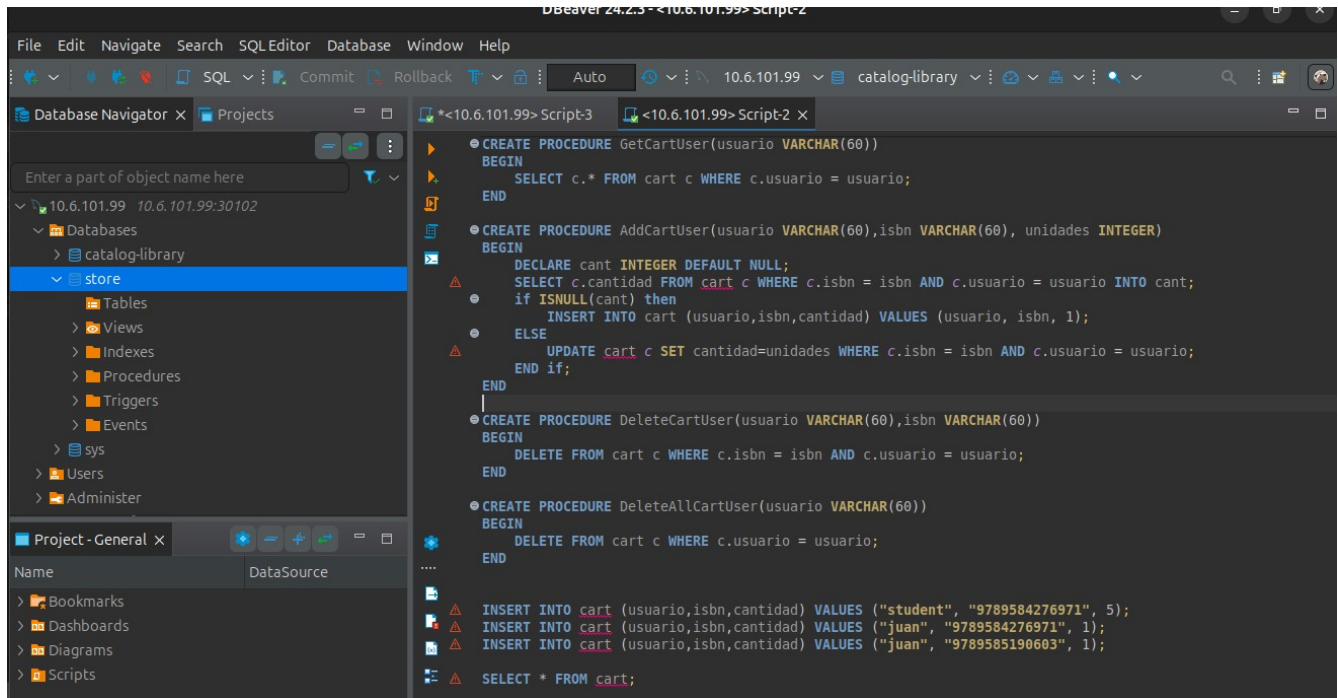 DBeaver 24.2.3 - <10.6.101.99> Script-2
File Edit Navigate Search SQL Editor Database Window Help
SQL Commit Rollback Auto 10.6.101.99 catalog-library
Database Navigator Projects
Enter a part of object name here
10.6.101.99 10.6.101.99:30102
Databases
catalog-library
store
Tables
Views
Indexes
Procedures
Triggers
Events
sys
Users
Administer
Project - General
Name DataSource
Bookmarks
Dashboards
Diagrams
Scripts
*<10.6.101.99> Script-3 <10.6.101.99> Script-2
CREATE PROCEDURE GetCartUser(usuario VARCHAR(60))
BEGIN
SELECT c.* FROM cart c WHERE c.usuario = usuario;
END
CREATE PROCEDURE AddCartUser(usuario VARCHAR(60),isbn VARCHAR(60), unidades INTEGER)
BEGIN
DECLARE cant INTEGER DEFAULT NULL;
SELECT c.cantidad FROM cart c WHERE c.isbn = isbn AND c.usuario = usuario INTO cant;
if ISNULL(cant) then
INSERT INTO cart (usuario,isbn,cantidad) VALUES (usuario, isbn, 1);
ELSE
UPDATE cart c SET cantidad=unidades WHERE c.isbn = isbn AND c.usuario = usuario;
END if;
END
CREATE PROCEDURE DeleteCartUser(usuario VARCHAR(60),isbn VARCHAR(60))
BEGIN
DELETE FROM cart c WHERE c.isbn = isbn AND c.usuario = usuario;
END
CREATE PROCEDURE DeleteAllCartUser(usuario VARCHAR(60))
BEGIN
DELETE FROM cart c WHERE c.usuario = usuario;
END
INSERT INTO cart (usuario,isbn,cantidad) VALUES ("student", "9789584276971", 5);
INSERT INTO cart (usuario,isbn,cantidad) VALUES ("juan", "9789584276971", 1);
INSERT INTO cart (usuario,isbn,cantidad) VALUES ("juan", "9789585190603", 1);
SELECT * FROM cart;